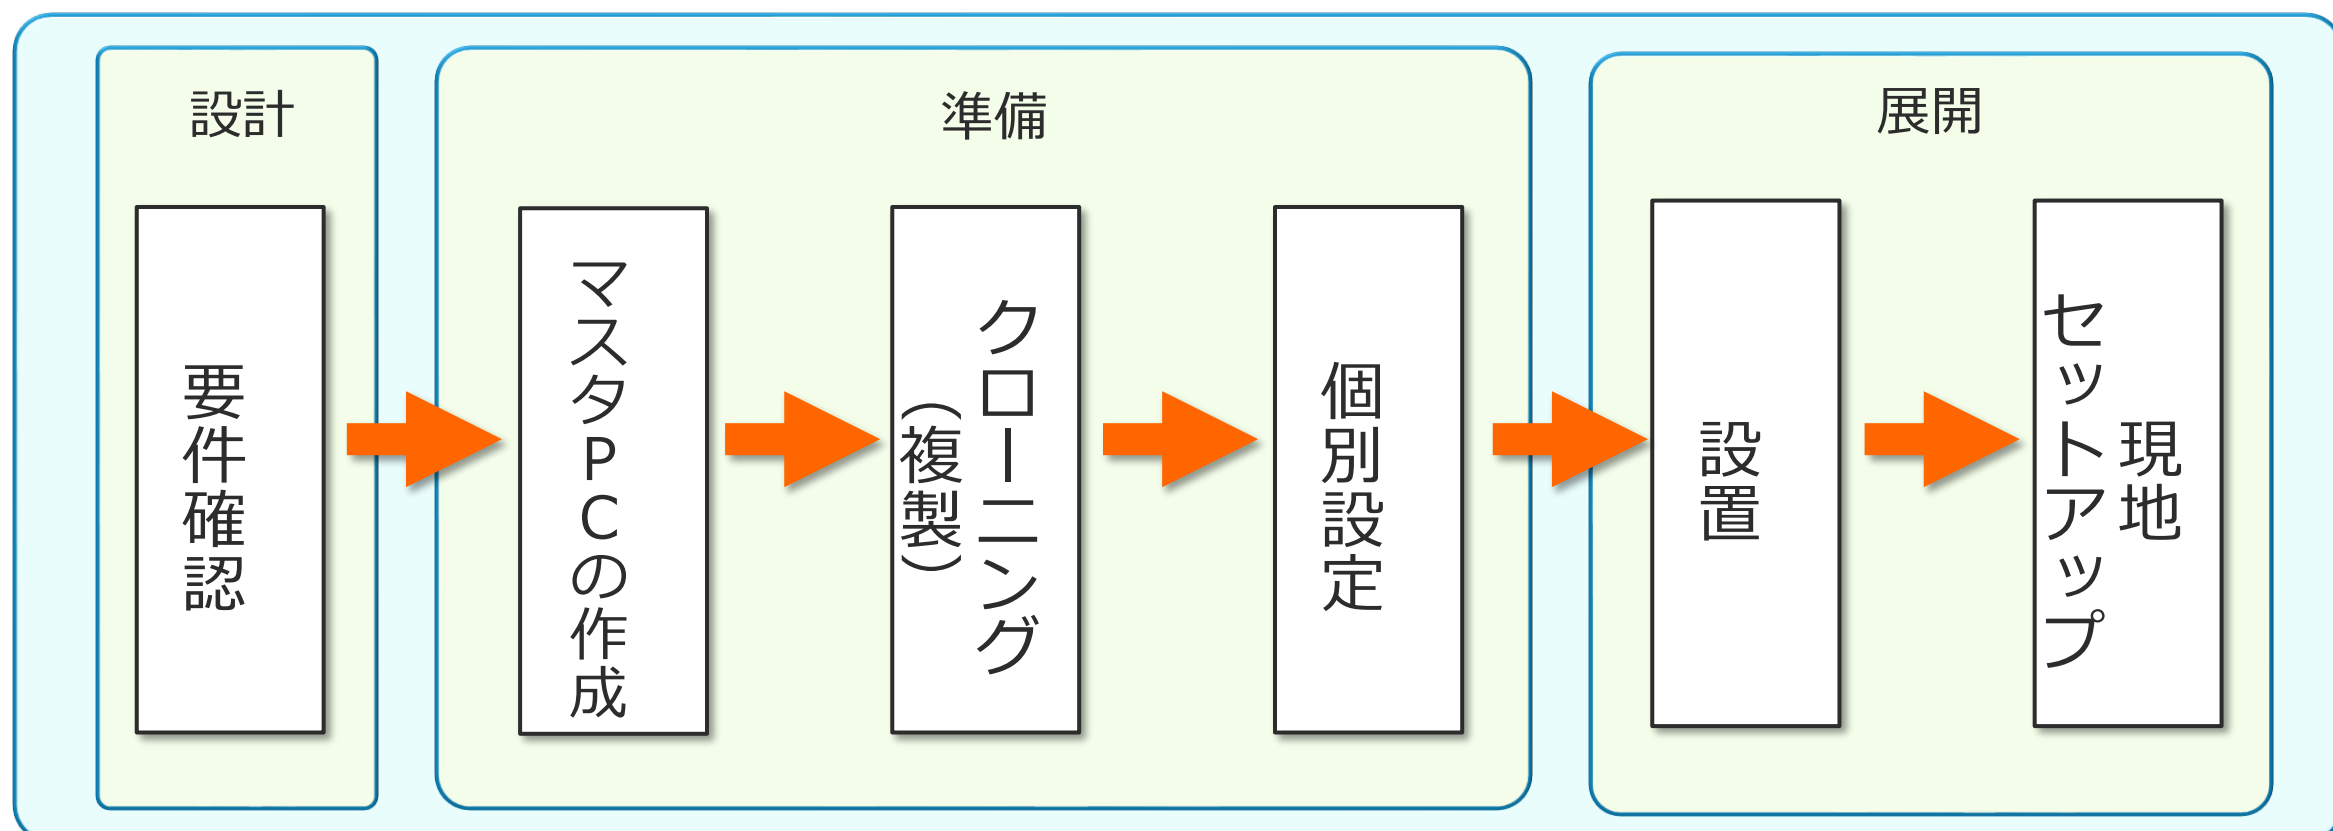 設計
要件確認
準備
マスタPCの作成
クローニング
（複製）
個別設定
展開
設置
現地
セットアップ